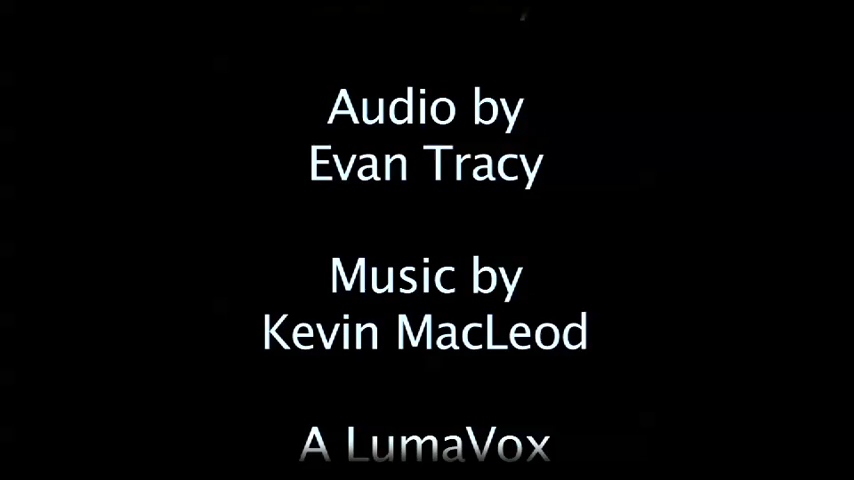 Audio by
Evan Tracy
Music by
Kevin MacLeod
A LumaVox